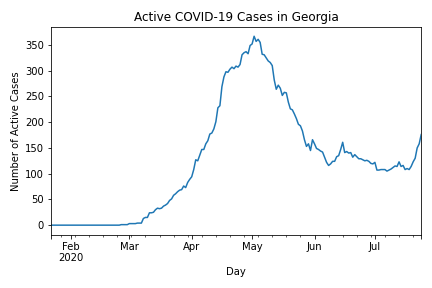 Active COVID-19 Cases in Georgia
Number of Active Cases
350
300
250
200
150
100
50
0
Feb Mar Apr May Jun Jul
2020
Day